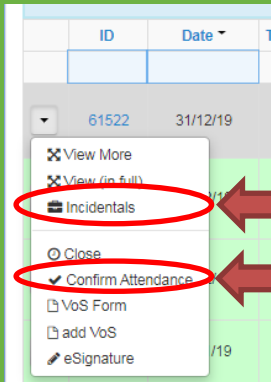 ID Date T
61522 31/12/19
View More
View (in full)
Incidentals
Close
Confirm Attendance
VoS Form
add VoS
eSignature /19